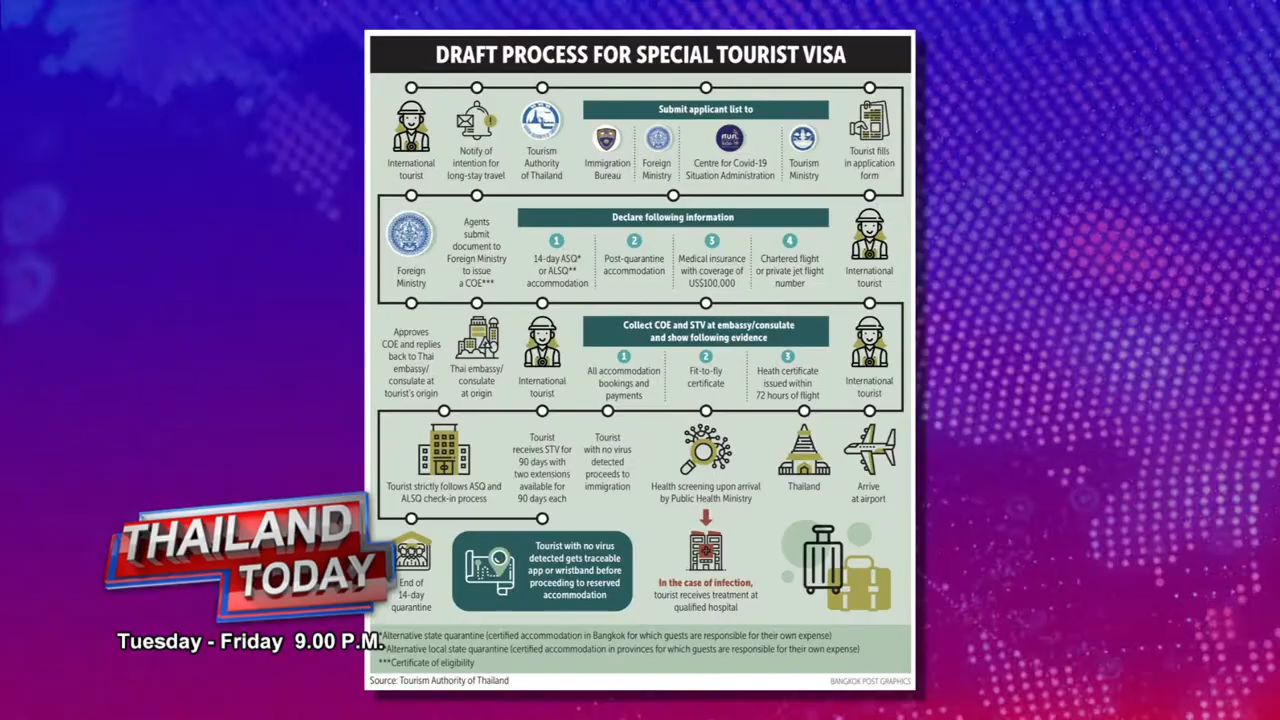 DRAFT PROCESS FOR SPECIAL TOURIST VISA
Submit applicant list to
International
tourist
Notify of
intention for
long-stay travel
Tourism
Authority
of Thailand
Immigration
Bureau
Foreign
Ministry
Centre for Covid-19
Situation Administration
Tourism
Ministry
Tourist fills
in application
form
Foreign
Ministry
Agents
submit
document to
Foreign Ministry
to issue
a COE***
Declare following information
1
14-day ASQ*
or ALSQ**
accommodation
2
Post-quarantine
accommodation
3
Medical insurance
with coverage of
US$100,000
4
Chartered flight
or private jet flight
number
International
tourist
Approves
COE and replies
back to Thai
embassy/
consulate at
tourist's origin
Thai embassy/
consulate
at origin
International
tourist
Collect COE and STV at embassy/consulate
and show following evidence
1
All accommodation
bookings and
payments
2
Fit-to-fly
certificate
3
Heath certificate
issued within
72 hours of flight
International
tourist
Tourist strictly follows ASQ and
ALSQ check-in process
Tourist
receives STV for
90 days with
two extensions
available for
90 days each
Tourist
with no virus
detected
proceeds to
immigration
Health screening upon arrival
by Public Health Ministry
Thailand
Arrive
at airport
End of
14-day
quarantine
Tourist with no virus
detected gets traceable
app or wristband before
proceeding to reserved
accommodation
In the case of infection,
tourist receives treatment at
qualified hospital
*Alternative state quarantine (certified accommodation in Bangkok for which guests are responsible for their own expense)
Alternative local state quarantine (certified accommodation in provinces for which guests are responsible for their own expense)
***Certificate of eligibility
Source: Tourism Authority of Thailand
BANGKOK POST GRAPHICS
THAILAND
TODAY
Tuesday - Friday 9.00 P.M.